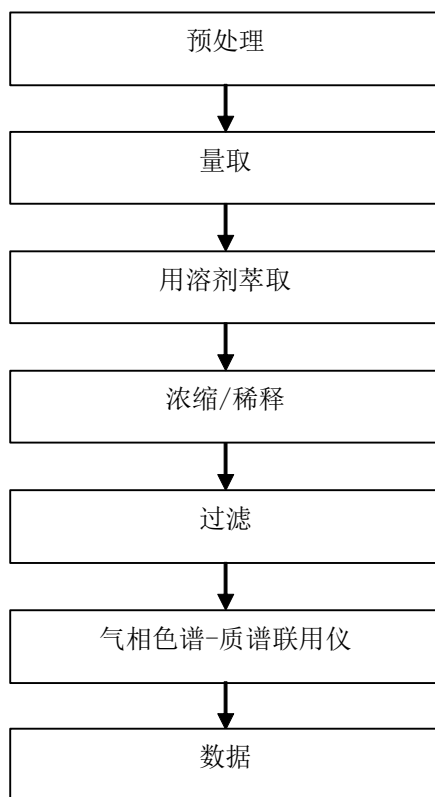 预处理
量取
用溶剂萃取
浓缩/稀释
过滤
气相色谱-质谱联用仪
数据